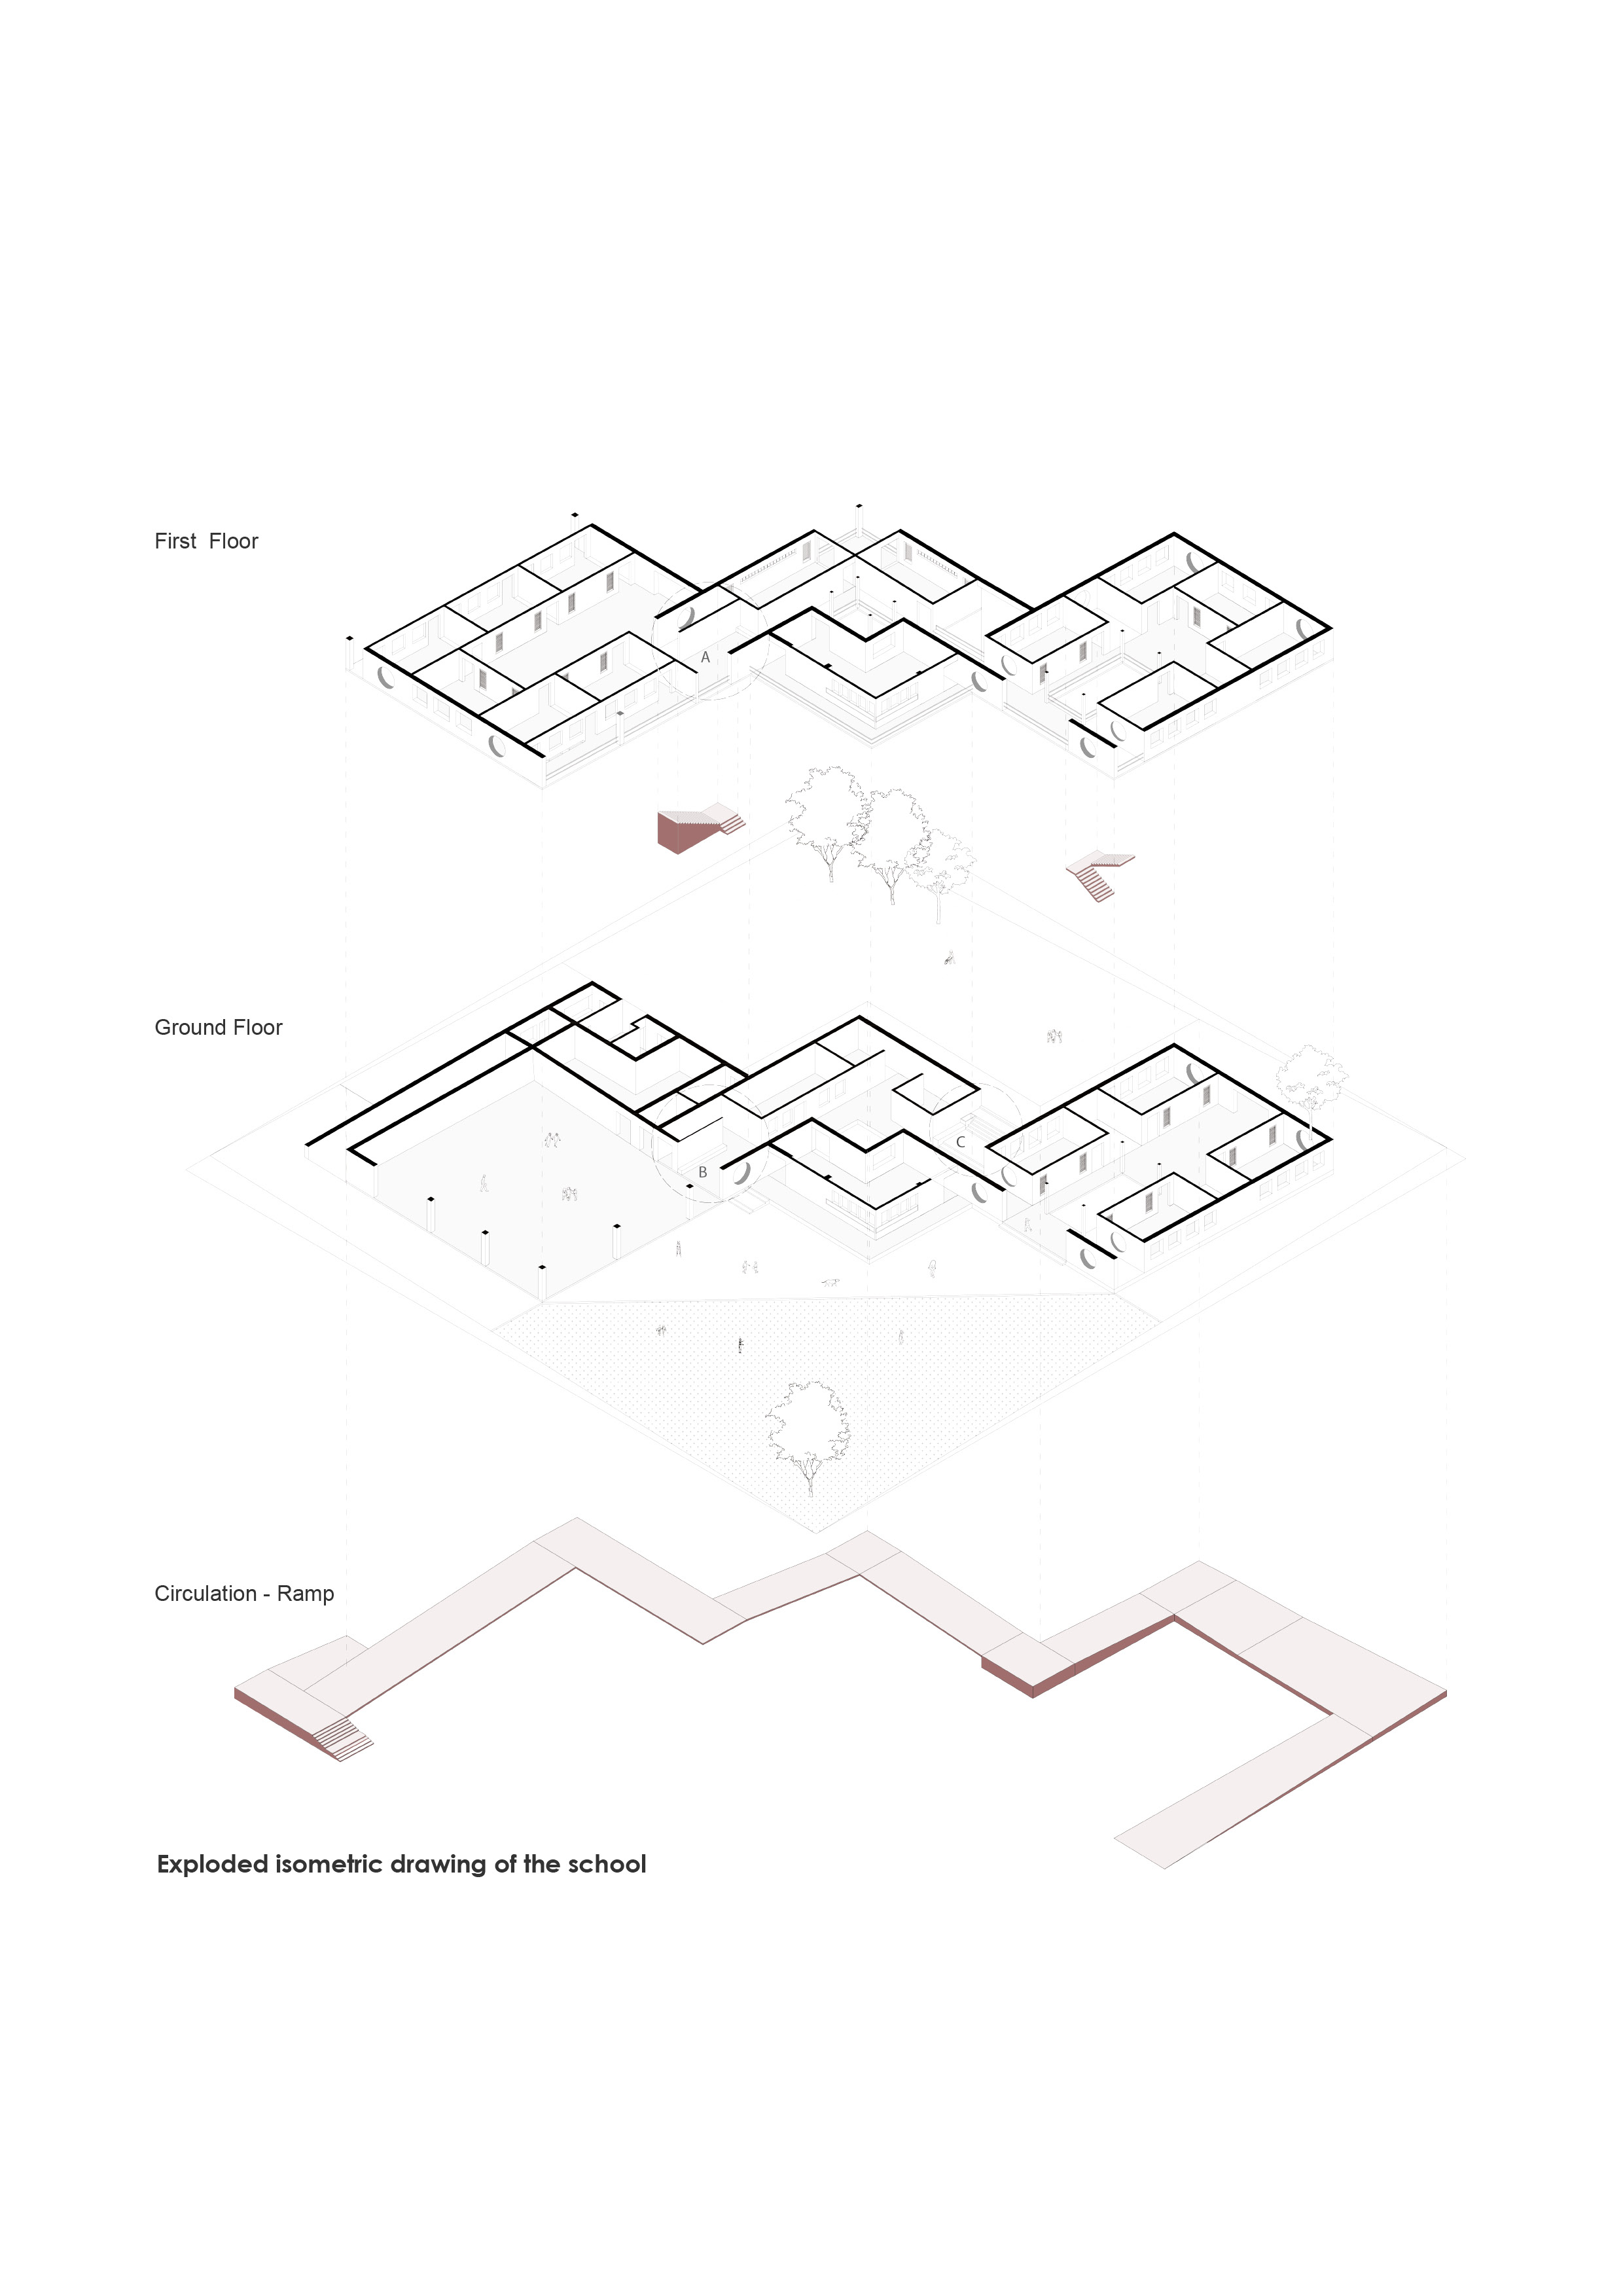 First  Floor
A
Ground Floor
C
B
Circulation - Ramp
Exploded isometric drawing of the school